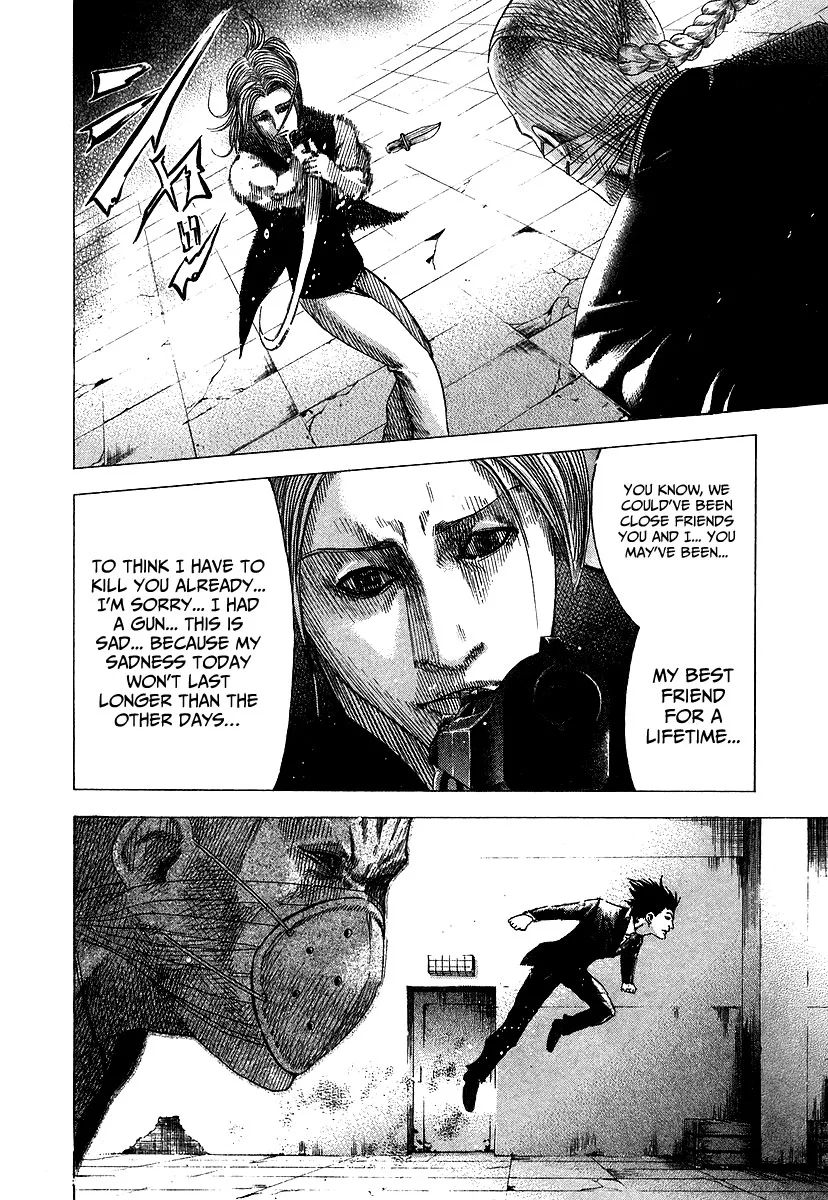 YOU KNOW, WE
COULD'VE BEEN
CLOSE FRIENDS
YOU AND I... YOU
MAY'VE BEEN...
MY BEST
FRIEND
FOR A
LIFETIME...
TO THINK I HAVE TO
KILL YOU ALREADY...
I'M SORRY... I HAD
A GUN... THIS IS
SAD... BECAUSE MY
SADNESS TODAY
WON'T LAST
LONGER THAN THE
OTHER DAYS...